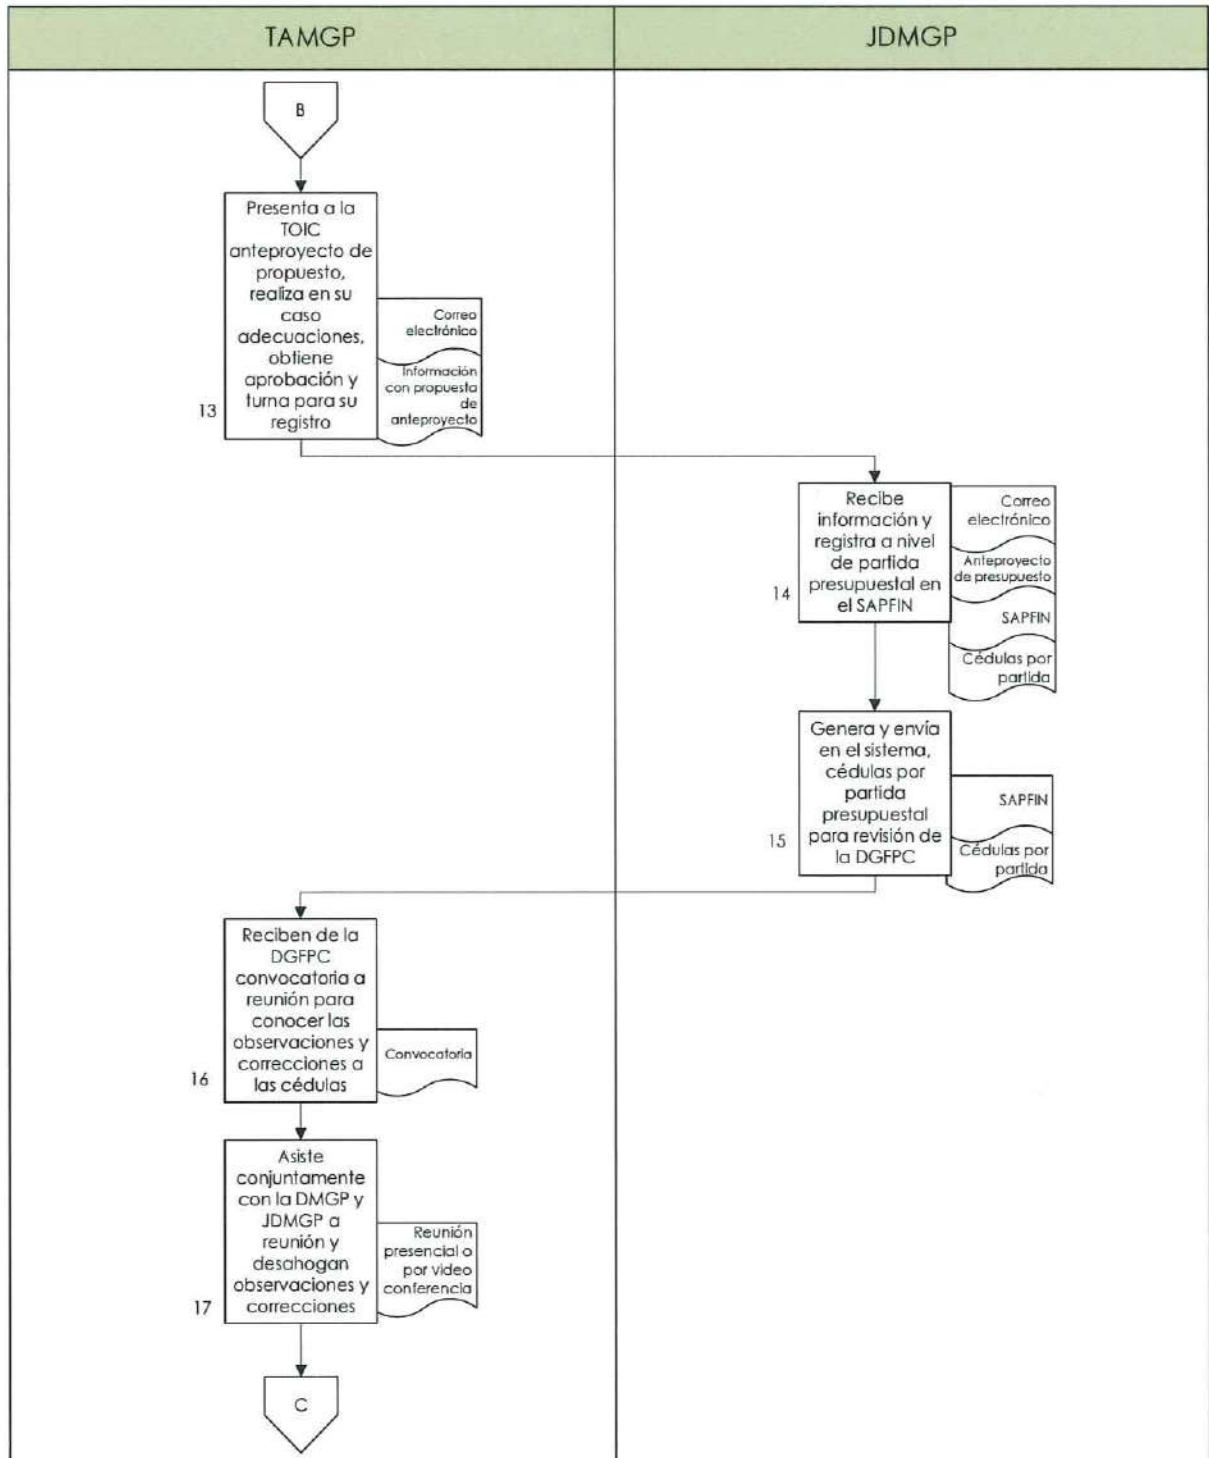 TAMGP
JDMGP
B
Presenta a la
TOIC
anteproyecto de
propuesto,
realiza en su
caso
adecuaciones,
obtiene
aprobación y
turna para su
registro
13
Correo
electrónico
Información
con propuesta
de
anteproyecto
Recibe
información y
registra a nivel
de partida
presupuestal en
el SAPFIN
14
Correo
electrónico
Anteproyecto
de presupuesto
SAPFIN
Cédulas por
partida
Genera y envía
en el sistema,
cédulas por
partida
presupuestal
para revisión de
la DGFPC
15
SAPFIN
Cédulas por
partida
Reciben de la
DGFPC
convocatoria a
reunión para
conocer las
observaciones y
correcciones a
las cédulas
16
Convocatoria
Asiste
conjuntamente
con la DMGP y
JDMGP a
reunión y
desahogan
observaciones y
correcciones
17
Reunión
presencial o
por video
conferencia
C